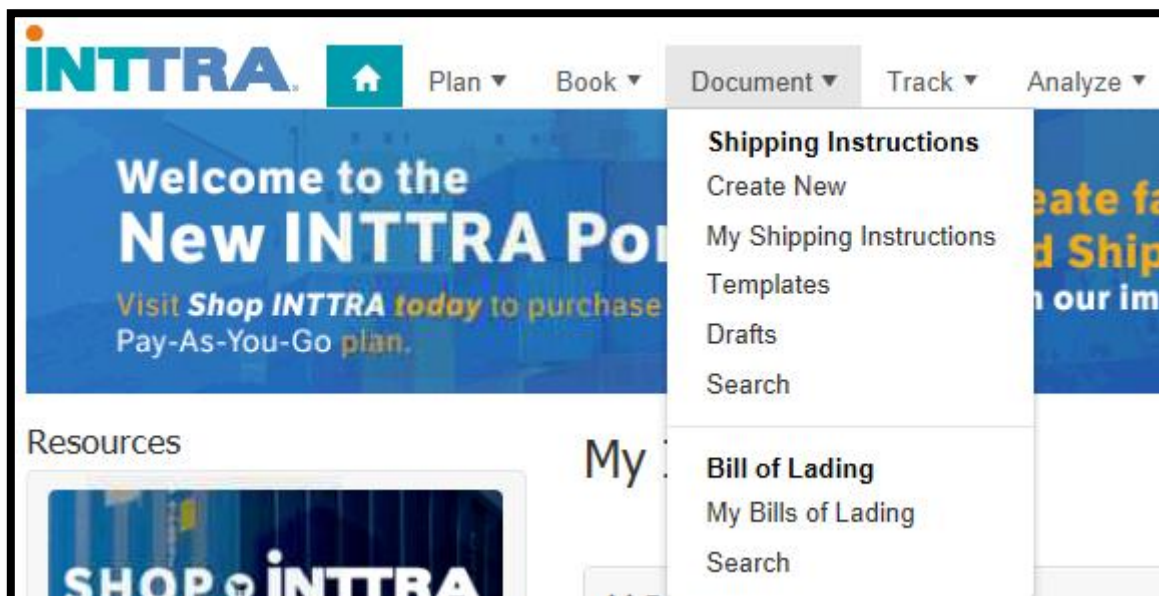 INTTRA
Plan ▼ Book ▼ Document ▼ Track ▼ Analyze ▼
Welcome to the
New INTTRA
Visit Shop INTTRA today to purchase
Pay-As-You-Go plan.
our
Shipping Instructions
Create New
My Shipping Instructions
Templates
Drafts
Search
Bill of Lading
My Bills of Lading
Search
Resources
My
SHOP INTTRA